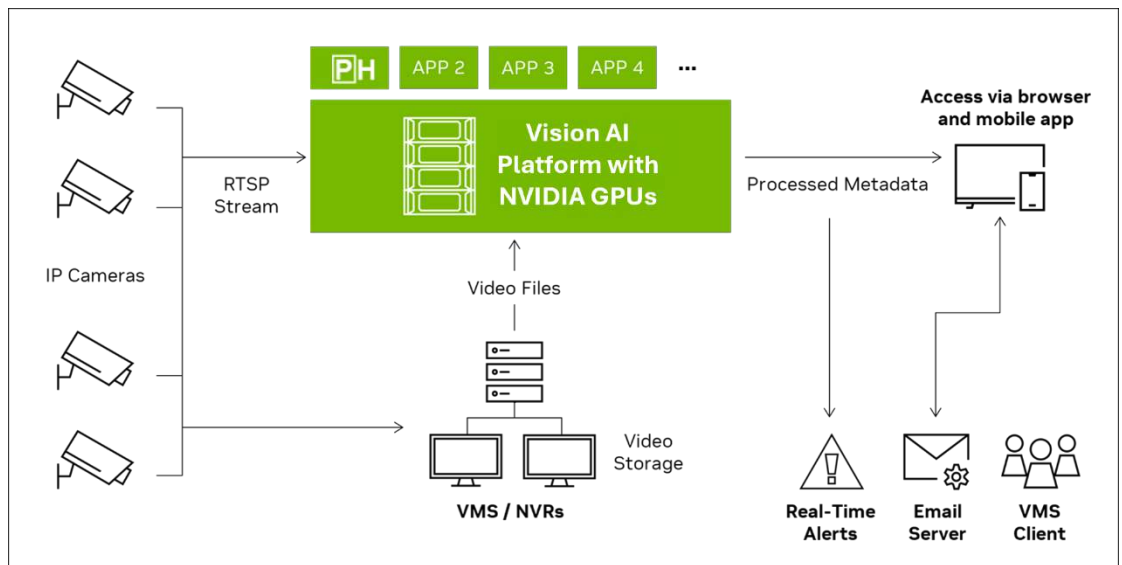 PH
APP 2
APP 3
APP 4
...
Vision AI
Platform with
NVIDIA GPUs
Access via browser
and mobile app
RTSP
Stream
Processed Metadata
IP Cameras
Video Files
Video
Storage
VMS / NVRs
Real-Time
Alerts
Email
Server
VMS
Client